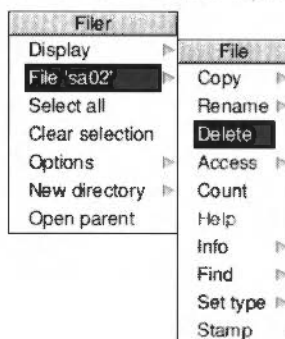 Filer
Display
File 'sa02'
Select all
Clear selection
Options
New directory
Open parent
File
Copy
Rename
Delete
Access
Count
Help
Info
Find
Set type
Stamp